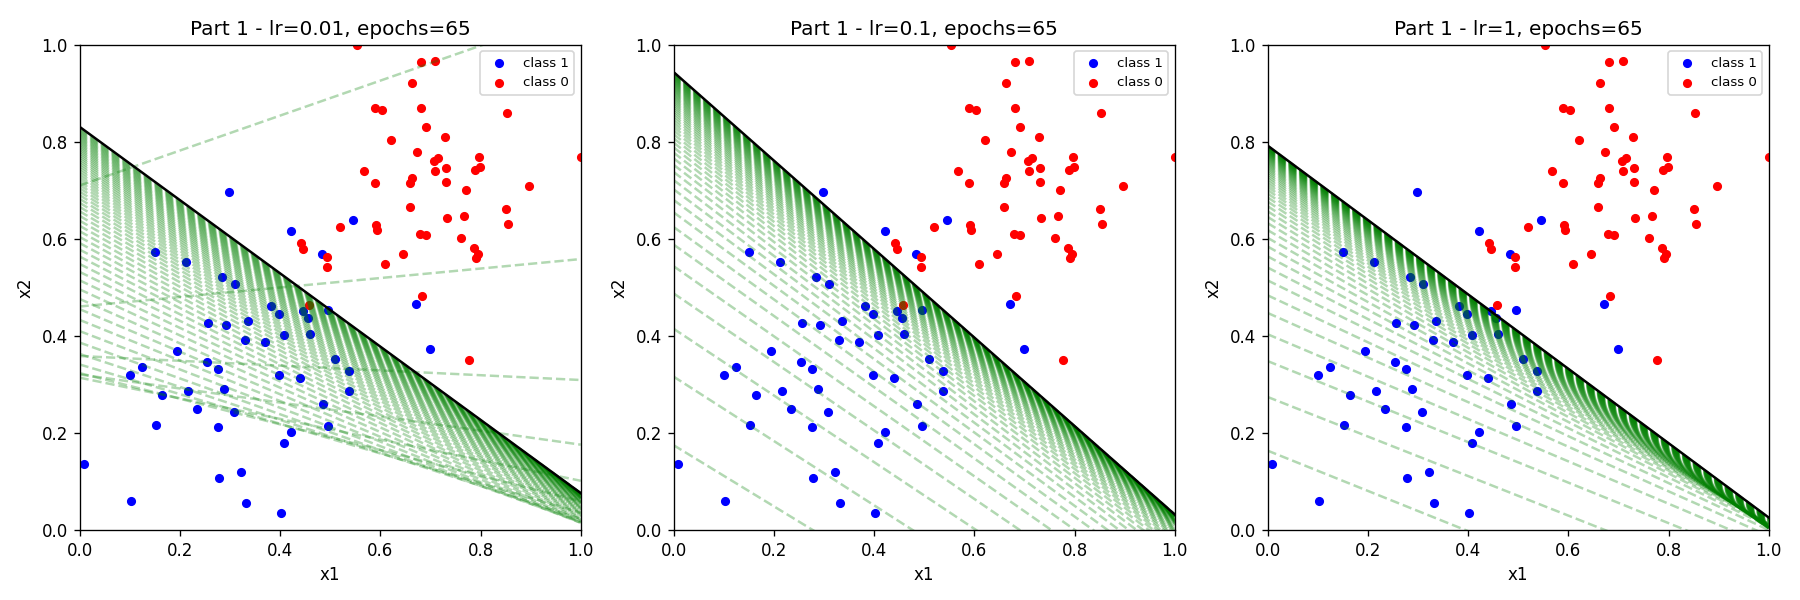 Part 1 - lr=0.01, epochs=65
class 1
class 0
1.0
0.8
0.6
0.4
0.2
0.0
x2
0.0 0.2 0.4 0.6 0.8 1.0
x1
Part 1 - lr=0.1, epochs=65
class 1
class 0
1.0
0.8
0.6
0.4
0.2
0.0
x2
0.0 0.2 0.4 0.6 0.8 1.0
x1
Part 1 - lr=1, epochs=65
class 1
class 0
1.0
0.8
0.6
0.4
0.2
0.0
x2
0.0 0.2 0.4 0.6 0.8 1.0
x1